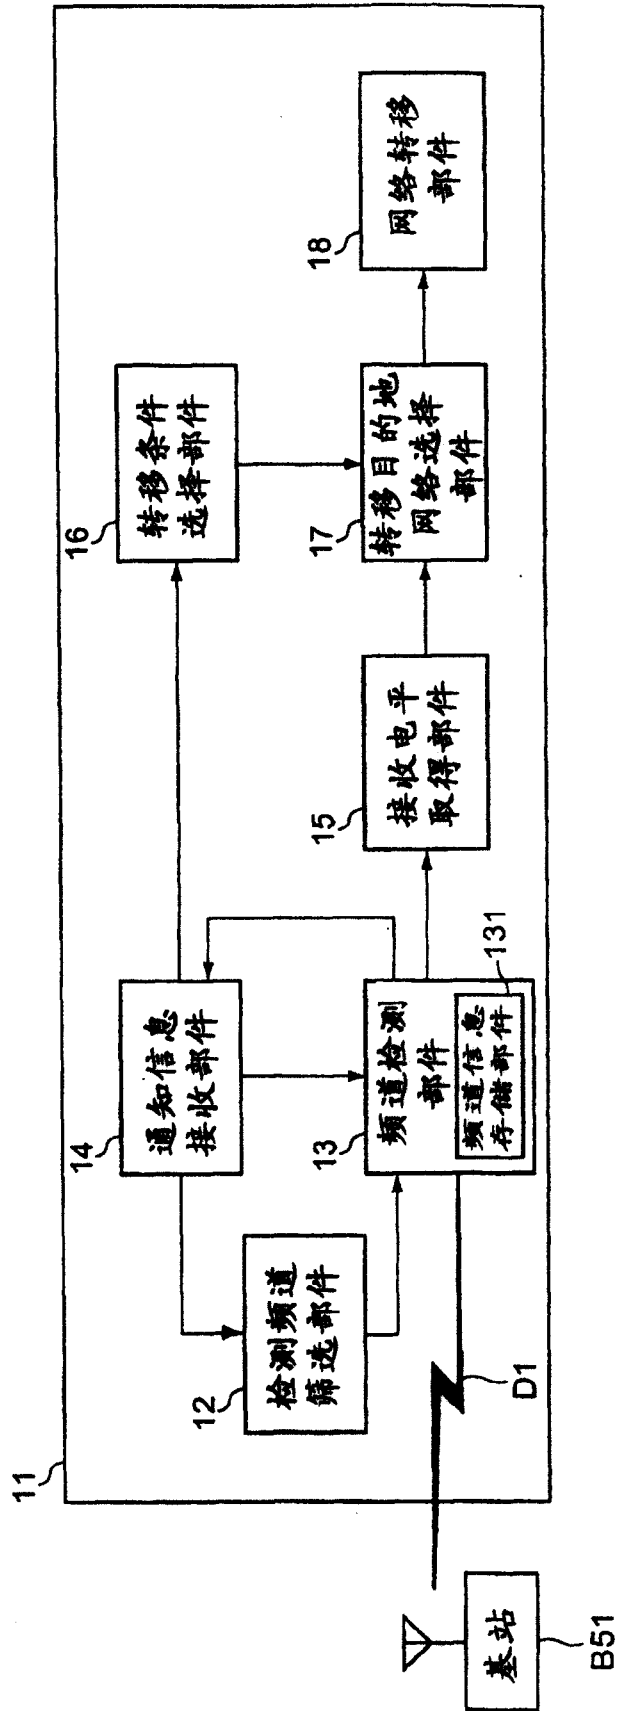 11
14
通知信息
接收部件
16
转移条件
选择部件
12
检测频道
筛选部件
13
频道检测
部件
频道信息
存储部件
131
15
接收电平
取得部件
17
转移目的地
网络选择
部件
18
网络转移
部件
D1
基站
B51